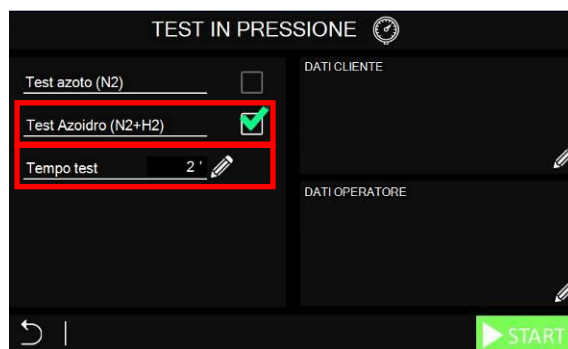 TEST IN PRESSIONE
Test azoto (N2)
Test Azoidro (N2+H2)
Tempo test 2 '
DATI CLIENTE
DATI OPERATORE
START